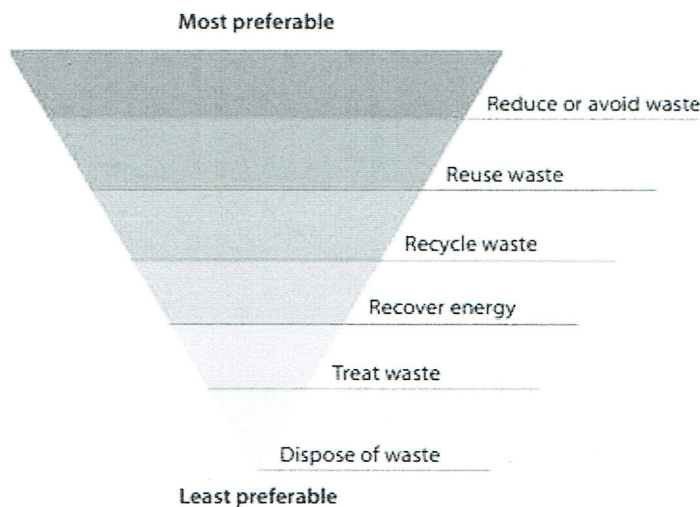 Most preferable
Reduce or avoid waste
Reuse waste
Recycle waste
Recover energy
Treat waste
Dispose of waste
Least preferable